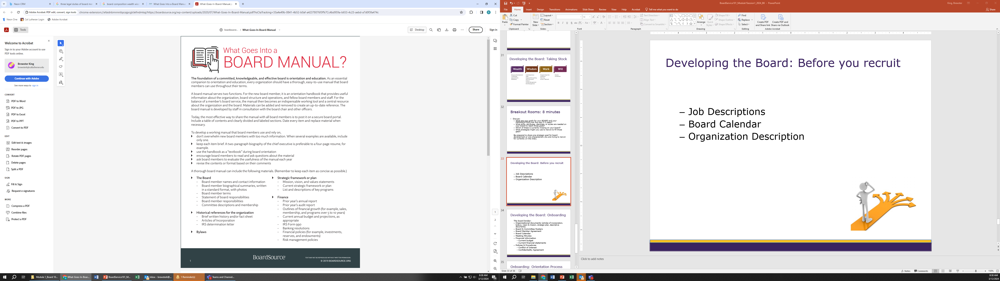 Neon CRM
three legal duties of board mem
board composition wealth wisd
What Goes Into a Board Manua
What-Goes-In-Board-Manual.p
Adobe Acrobat: PDF edit, convert, sign tools
chrome-extension://efaidnbmnnnibpcajpcglclefindmkaj/https://boardsource.org/wp-content/uploads/2020/07/What-Goes-In-Board-Manual.pdf?hsCtaTracking=33a4e49b-0841-4b52-b0af-a42378076f3f%7Cc4bd959a-b653-4c23-aebd-a7d0f3fa474c
Neon One
Cal Lutheran Login
Adobe Acrobat
Tools
boardsource... / What-Goes-In-Board-Manual
Desktop
Share
Sign in
Welcome to Acrobat
Sign in to your Adobe account to use
PDF tools online.
Brewster King
brewsterk@callutheran.edu
Continue with Adobe
See more ways to sign in
CONVERT
PDF to Word
PDF to JPG
PDF to Excel
PDF to PPT
Convert to PDF
EDIT
Edit text & images
Reorder pages
Rotate PDF pages
Delete pages
Split a PDF
SIGN
Fill & Sign
Request e-signatures
MORE
Compress a PDF
Combine files
Protect a PDF
What Goes Into a
BOARD MANUAL?
The foundation of a committed, knowledgeable, and effective board is orientation and education. As an essential
companion to orientation and education, every organization should have a thorough, easy-to-use manual that board
members can use throughout their terms.
A board manual serves two functions. For the new board member, it is an orientation handbook that provides useful
information about the organization, board structure and operations, and fellow board members and staff. For the
balance of a member's board service, the manual then becomes an indispensable working tool and a central resource
about the organization and the board. Materials can be added and removed to create an up-to-date reference. The
board manual is developed by staff in consultation with the board chair and other officers.
Today, the most effective way to share the manual with all board members is to post it on a secure board portal.
Include a table of contents and clearly divided and labeled sections. Date every item and replace material when
necessary.
To develop a working manual that board members use and rely on,
don't overwhelm new board members with too much information. When several examples are available, include
only one.
keep each item brief. A two-paragraph biography of the chief executive is preferable to a four-page resume, for
example.
use the handbook as a "textbook" during board orientation
encourage board members to read and ask questions about the material
ask board members to evaluate the usefulness of the manual each year
revise the contents or format based on their comments
A thorough board manual can include the following materials. (Remember to keep each item as concise as possible.)
The Board
Board member names and contact information
Board member biographical summaries, written
in a standard format, with photos
Board member terms
Statement of board responsibilities
Board member responsibilities
Committee descriptions and membership
Historical references for the organization
Brief written history and/or fact sheet
Articles of Incorporation
IRS determination letter
Bylaws
Strategic framework or plan
Mission, vision, and values statements
Current strategic framework or plan
List and descriptions of key programs
Finance
Prior year's annual report
Prior year's audit report
Outlines of financial growth (for example, sales,
membership, and programs over 5 to 10 years)
Current annual budget and projections, as
appropriate
IRS Form 990
Banking resolutions
Financial policies (for example, investments,
reserves, and endowments)
Risk management policies
1
BoardSource
TEXT MAY NOT BE REPRODUCED WITHOUT WRITTEN PERMISSION.
© 2019 BOARDSOURCE.ORG
1
2
Module 1_Board 10...
What-Goes-In-Boar...
BoardService101_M...
Inbox - brewsterk@...
1 Reminder(s)
Teams and Channel...
8:38 AM
3/12/2024
BoardService101_Module1Session1_2024_BK - PowerPoint
King, Brewster
File Home Insert Design Transitions Animations Slide Show Review View Help Acrobat Tell me what you want to do
Share
Paste
Cut
Copy
Format Painter
Clipboard
New
Slide
Layout
Reset
Section
Slides
14
Font
Text Direction
Align Text
Convert to SmartArt
Paragraph
Arrange
Quick
Styles
Shape Fill
Shape Outline
Shape Effects
Drawing
Find
Replace
Select
Editing
Create PDF
and Share link
Create PDF and
Share via Outlook
Adobe Acrobat
31
Developing the Board: Taking Stock
Wealth Wisdom Work Will
32
Breakout Rooms: 8 minutes
Discuss:
– What are your goals for your BOARD and your
ORGANIZATION over the next 2-3 years?
– What skills, attributes, identities, or styles are needed on
your board to reach those goals?
– Which of these is currently missing on your board?
– What strategies might you use to recruit to fill those
gaps?
Be prepared to share one strategic goal for board
development or one characteristic you are trying to recruit
for currently (in the chat).
33
Developing the Board: Before you recruit
– Job Descriptions
– Board Calendar
– Organization Description
34
Developing the Board: Onboarding
The board binder:
– Organizational documents (articles of incorporation,
bylaws, vision & mission, strategic plan, descriptive
documents)
– Board & Committee Rosters
– Board Member Agreement
– Board Calendar
– Meeting Minutes
– Financial information
• Current budget
• Current financial statements
– Policies & Procedures
• Conflict of Interest
• Confidentiality Agreement
35
Onboarding: Orientation Process
Developing the Board: Before you recruit
– Job Descriptions
– Board Calendar
– Organization Description
Click to add notes
Slide 33 of 36
Notes
Comments
150%
8:38 AM
3/12/2024